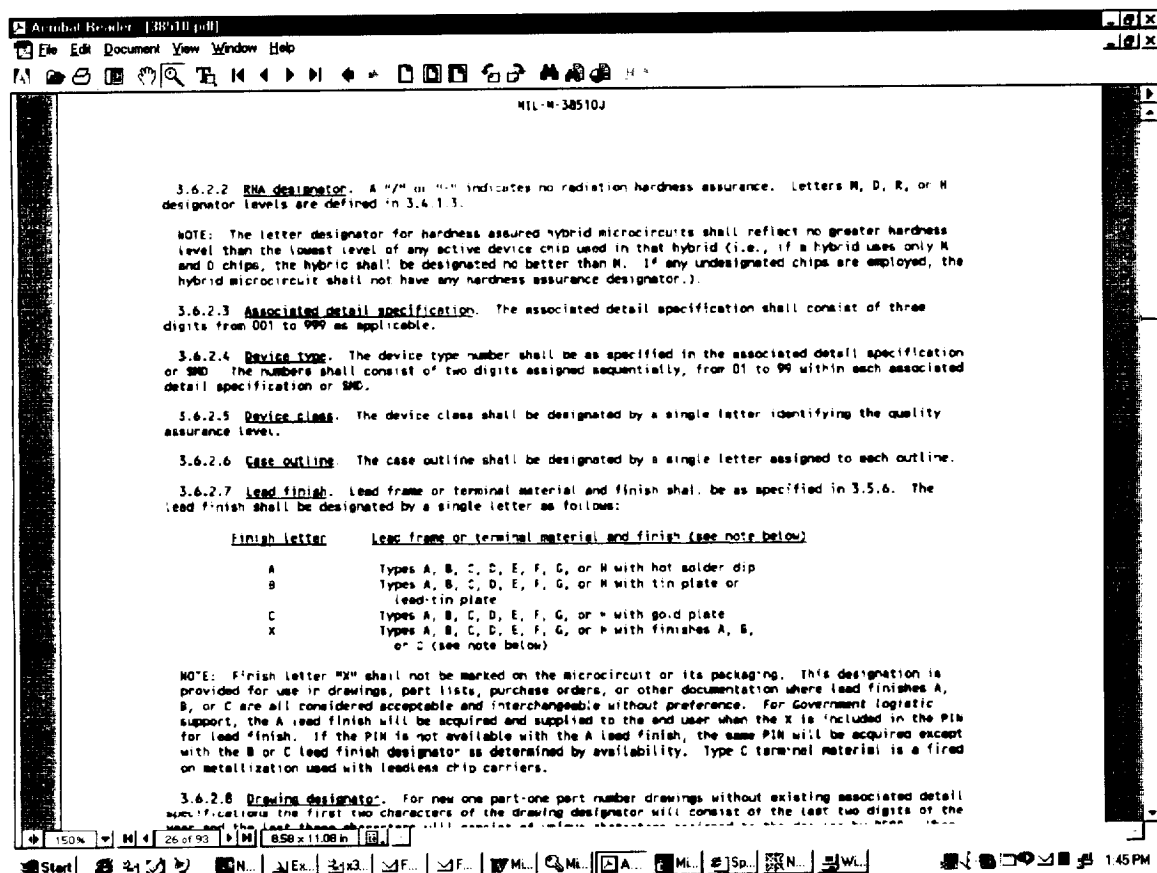 Acrobat Reader - [38510.pdf]
File Edit Document View Window Help
MIL-M-38510J
3.6.2.2 RHA designator. A "/" or "-" indicates no radiation hardness assurance. Letters M, D, R, or H
designator levels are defined in 3.4.1.3.
NOTE: The letter designator for hardness assured hybrid microcircuits shall reflect no greater hardness
level than the lowest level of any active device chip used in that hybrid (i.e., if a hybrid uses only M
and D chips, the hybrid shall be designated no better than M. If any undesignated chips are employed, the
hybrid microcircuit shall not have any hardness assurance designator.).
3.6.2.3 Associated detail specification. The associated detail specification shall consist of three
digits from 001 to 999 as applicable.
3.6.2.4 Device type. The device type number shall be as specified in the associated detail specification
or SMD The numbers shall consist of two digits assigned sequentially, from 01 to 99 within each associated
detail specification or SMD.
3.6.2.5 Device class. The device class shall be designated by a single letter identifying the quality
assurance level.
3.6.2.6 Case outline. The case outline shall be designated by a single letter assigned to each outline.
3.6.2.7 Lead finish. Lead frame or terminal material and finish shall be as specified in 3.5.6. The
lead finish shall be designated by a single letter as follows:
Finish letter Lead frame or terminal material and finish (see note below)
A Types A, B, C, D, E, F, G, or H with hot solder dip
B Types A, B, C, D, E, F, G, or H with tin plate or
lead-tin plate
C Types A, B, C, D, E, F, G, or H with gold plate
X Types A, B, C, D, E, F, G, or H with finishes A, B,
or C (see note below)
NOTE: Finish letter "X" shall not be marked on the microcircuit or its packaging. This designation is
provided for use in drawings, part lists, purchase orders, or other documentation where lead finishes A,
B, or C are all considered acceptable and interchangeable without preference. For Government logistic
support, the A lead finish will be acquired and supplied to the end user when the X is included in the PIN
for lead finish. If the PIN is not available with the A lead finish, the same PIN will be acquired except
with the B or C lead finish designator as determined by availability. Type C terminal material is a fired
on metallization used with leadless chip carriers.
3.6.2.8 Drawing designator. For new one part-one part number drawings without existing associated detail
specifications the first two characters of the drawing designator will consist of the last two digits of the
year and the last three characters will consist of unique characters assigned to the
150% 26 of 93 8.58 x 11.08 in
Start N... Ex... x3... F... F... Mi... Mi... A... Mi... Sp... N... Wi... 1:45 PM